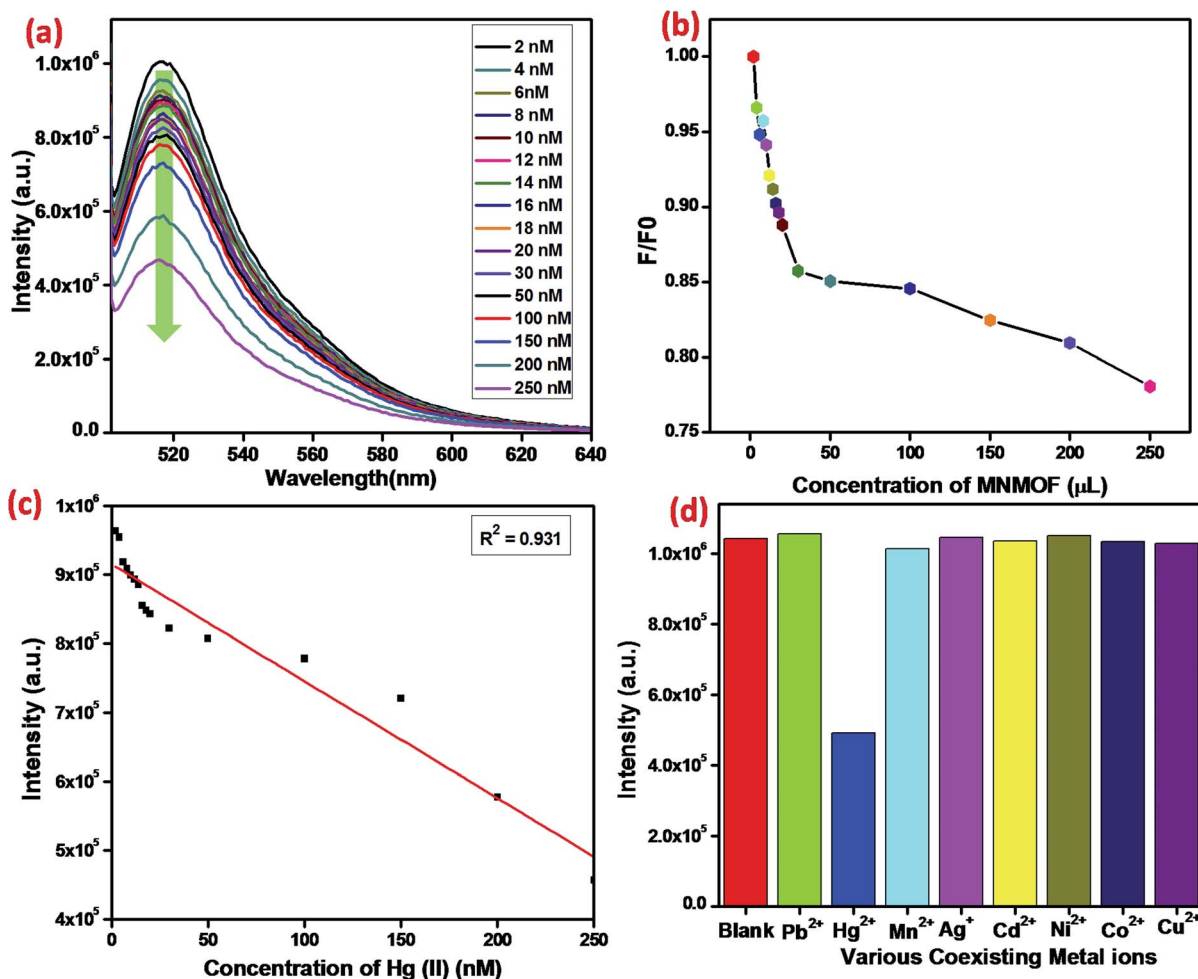 (a)
1.0x10⁶
8.0x10⁵
6.0x10⁵
4.0x10⁵
2.0x10⁵
0.0
Intensity (a.u.)
520 540 560 580 600 620 640
Wavelength(nm)
2 nM
4 nM
6nM
8 nM
10 nM
12 nM
14 nM
16 nM
18 nM
20 nM
30 nM
50 nM
100 nM
150 nM
200 nM
250 nM
(b)
1.00
0.95
0.90
0.85
0.80
0.75
F/F0
0 50 100 150 200 250
Concentration of MNMOF (µL)
(c)
1x10⁶
9x10⁵
8x10⁵
7x10⁵
6x10⁵
5x10⁵
4x10⁵
Intensity (a.u.)
R² = 0.931
0 50 100 150 200 250
Concentration of Hg (II) (nM)
(d)
1.0x10⁶
8.0x10⁵
6.0x10⁵
4.0x10⁵
2.0x10⁵
0.0
Intensity (a.u.)
Blank Pb²⁺ Hg²⁺ Mn²⁺ Ag⁺ Cd²⁺ Ni²⁺ Co²⁺ Cu²⁺
Various Coexisting Metal ions